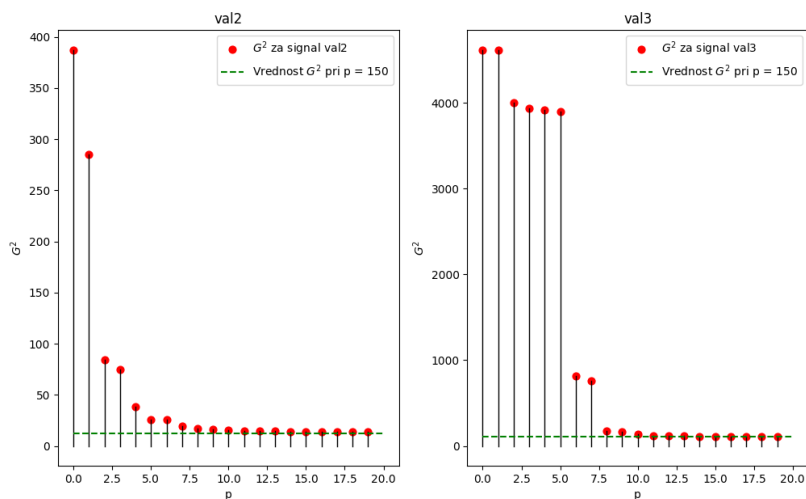 val2
G² za signal val2
Vrednost G² pri p = 150
400
350
300
250
200
150
100
50
0
G²
0.0 2.5 5.0 7.5 10.0 12.5 15.0 17.5 20.0
p
val3
G² za signal val3
Vrednost G² pri p = 150
4000
3000
2000
1000
0
G²
0.0 2.5 5.0 7.5 10.0 12.5 15.0 17.5 20.0
p